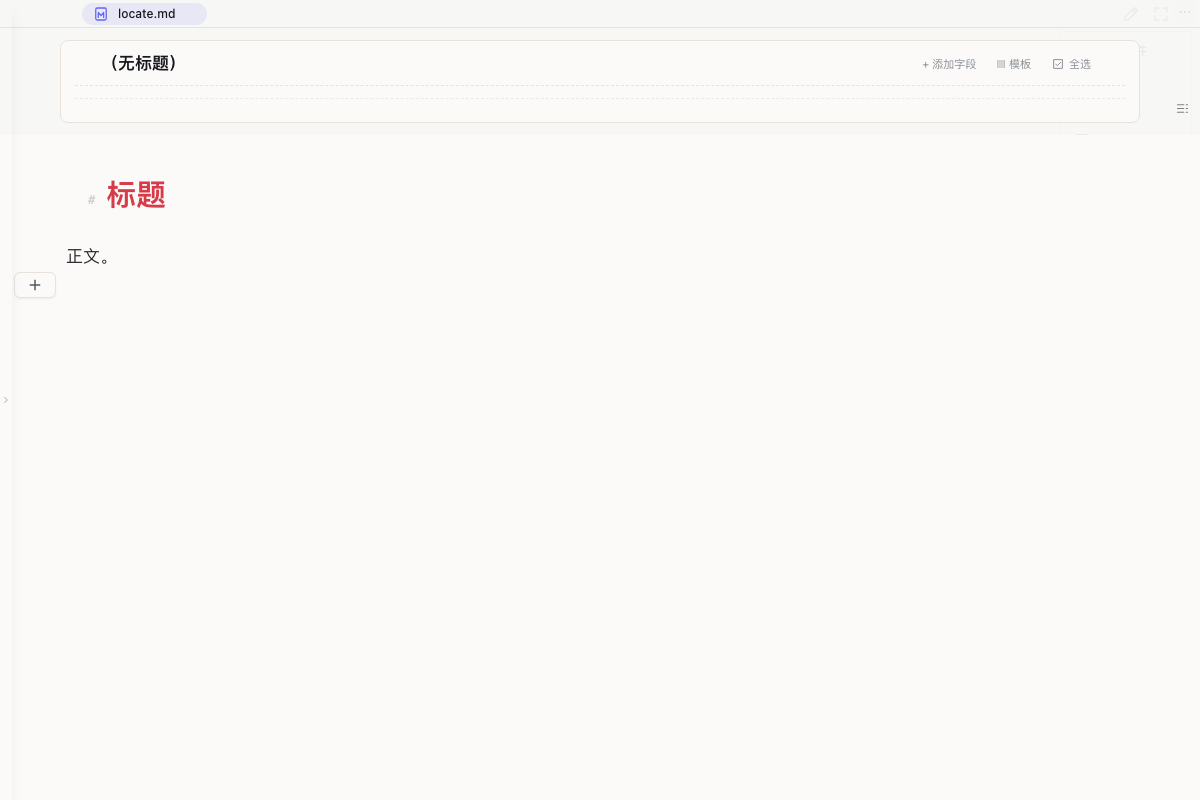 locate.md
(无标题)
+ 添加字段 模板 全选
# 标题
正文。